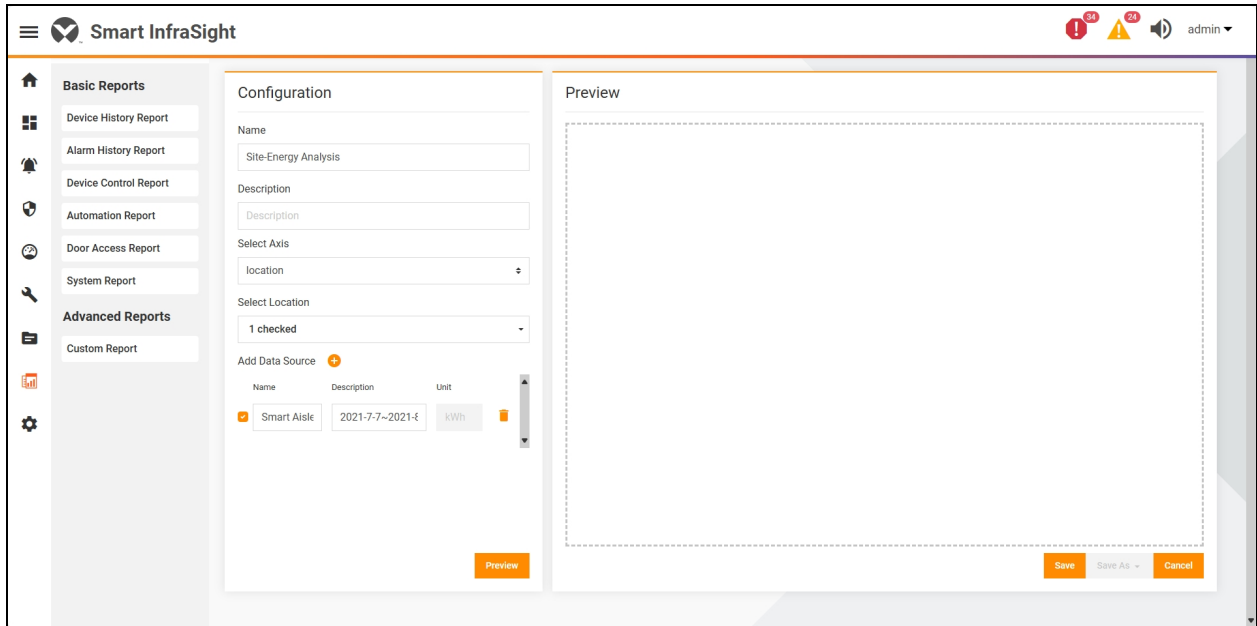 Smart InfraSight
34
24
admin
Basic Reports
Device History Report
Alarm History Report
Device Control Report
Automation Report
Door Access Report
System Report
Advanced Reports
Custom Report
Configuration
Name
Site-Energy Analysis
Description
Description
Select Axis
location
Select Location
1 checked
Add Data Source
Name Description Unit
Smart Aisle 2021-7-7~2021-8 kWh
Preview
Preview
Save Save As Cancel